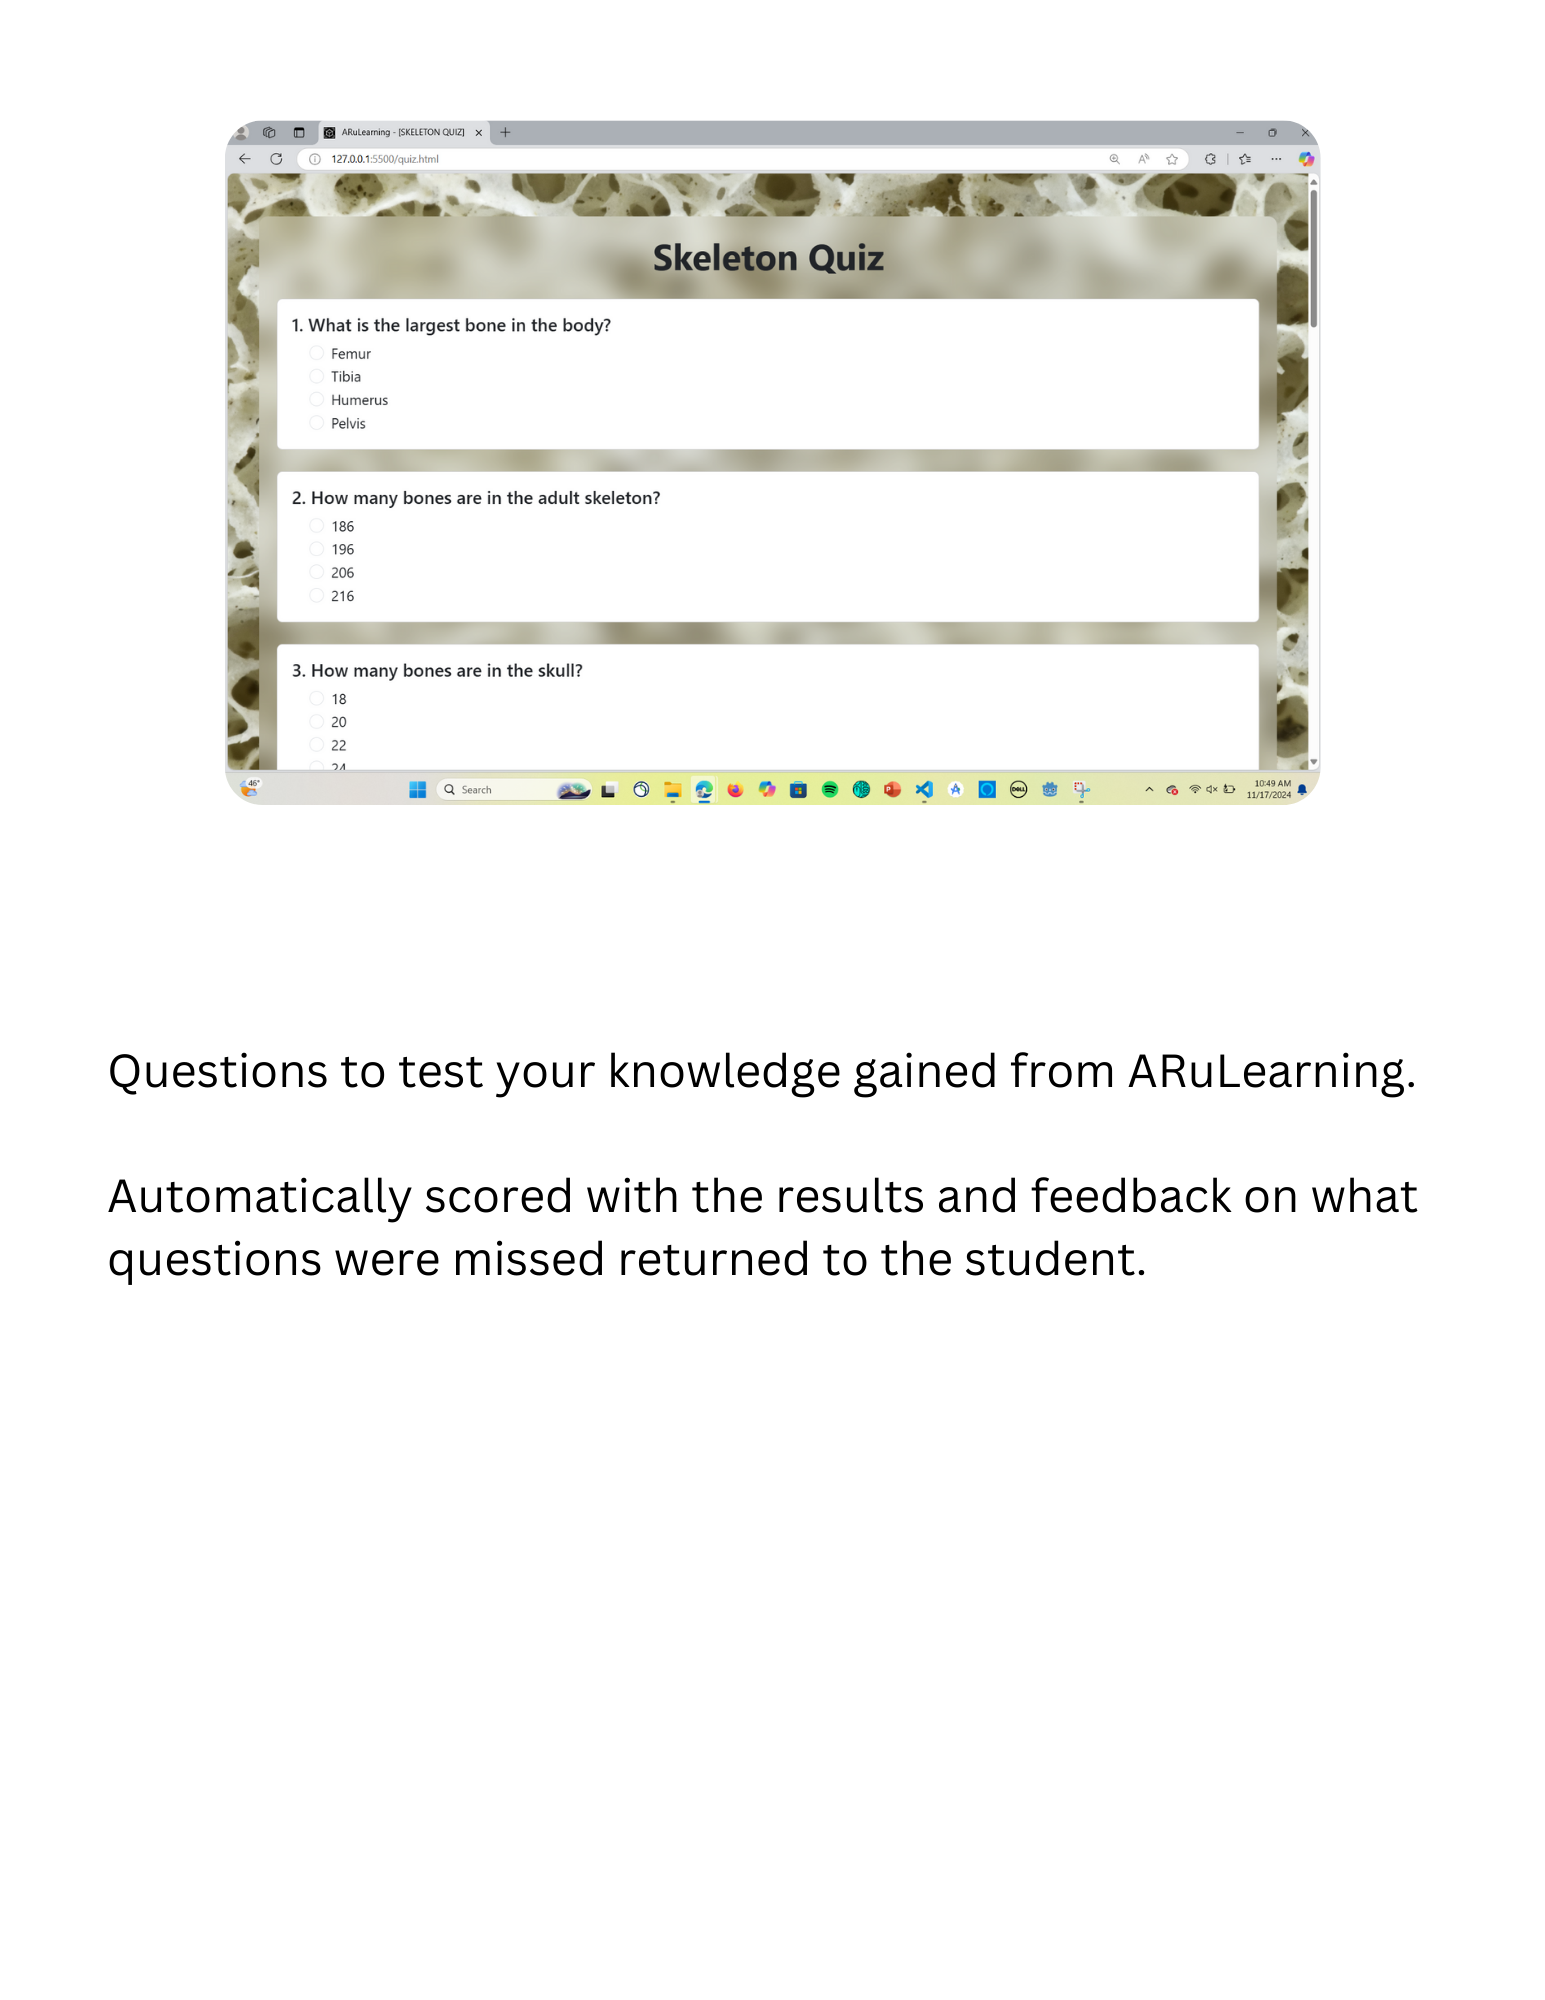 ARuLearning - [SKELETON QUIZ]
127.0.0.1:5500/quiz.html
Skeleton Quiz
1. What is the largest bone in the body?
Femur
Tibia
Humerus
Pelvis
2. How many bones are in the adult skeleton?
186
196
206
216
3. How many bones are in the skull?
18
20
22
24
46°
Search
DELL
10:49 AM
11/17/2024
Questions to test your knowledge gained from ARuLearning.
Automatically scored with the results and feedback on what
questions were missed returned to the student.